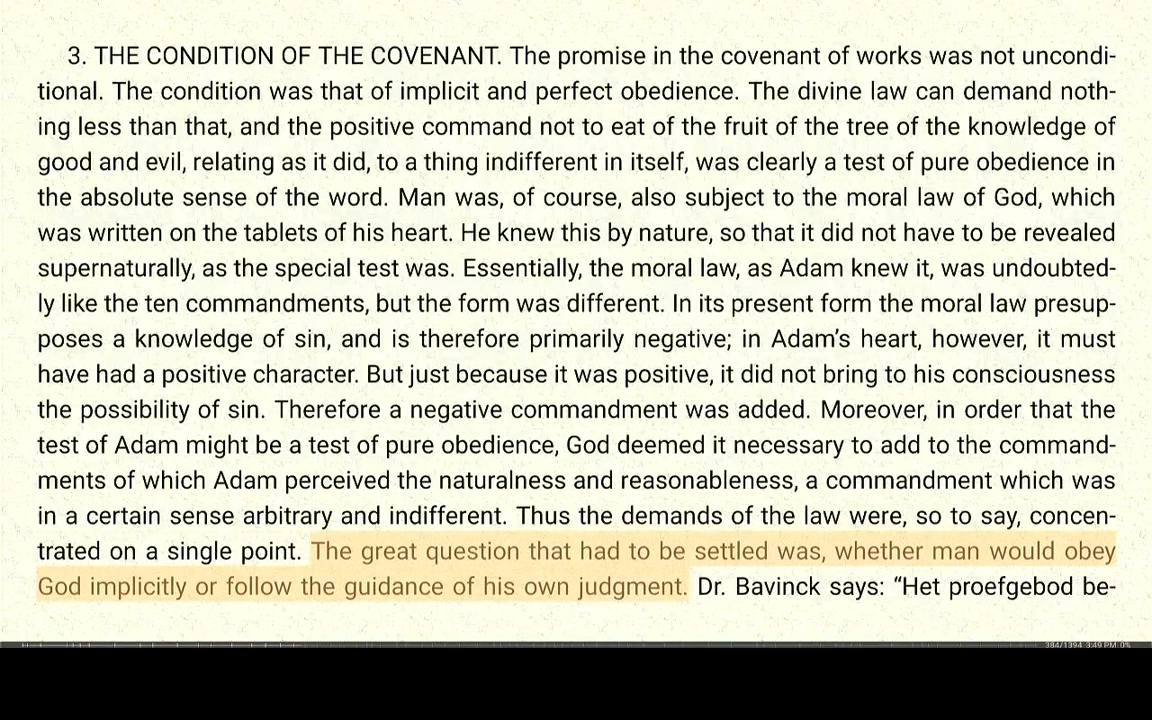 3. THE CONDITION OF THE COVENANT. The promise in the covenant of works was not uncondi-
tional. The condition was that of implicit and perfect obedience. The divine law can demand noth-
ing less than that, and the positive command not to eat of the fruit of the tree of the knowledge of
good and evil, relating as it did, to a thing indifferent in itself, was clearly a test of pure obedience in
the absolute sense of the word. Man was, of course, also subject to the moral law of God, which
was written on the tablets of his heart. He knew this by nature, so that it did not have to be revealed
supernaturally, as the special test was. Essentially, the moral law, as Adam knew it, was undoubted-
ly like the ten commandments, but the form was different. In its present form the moral law presup-
poses a knowledge of sin, and is therefore primarily negative; in Adam’s heart, however, it must
have had a positive character. But just because it was positive, it did not bring to his consciousness
the possibility of sin. Therefore a negative commandment was added. Moreover, in order that the
test of Adam might be a test of pure obedience, God deemed it necessary to add to the command-
ments of which Adam perceived the naturalness and reasonableness, a commandment which was
in a certain sense arbitrary and indifferent. Thus the demands of the law were, so to say, concen-
trated on a single point. The great question that had to be settled was, whether man would obey
God implicitly or follow the guidance of his own judgment. Dr. Bavinck says: “Het proefgebod be-
384/1394 3:49 PM 0%